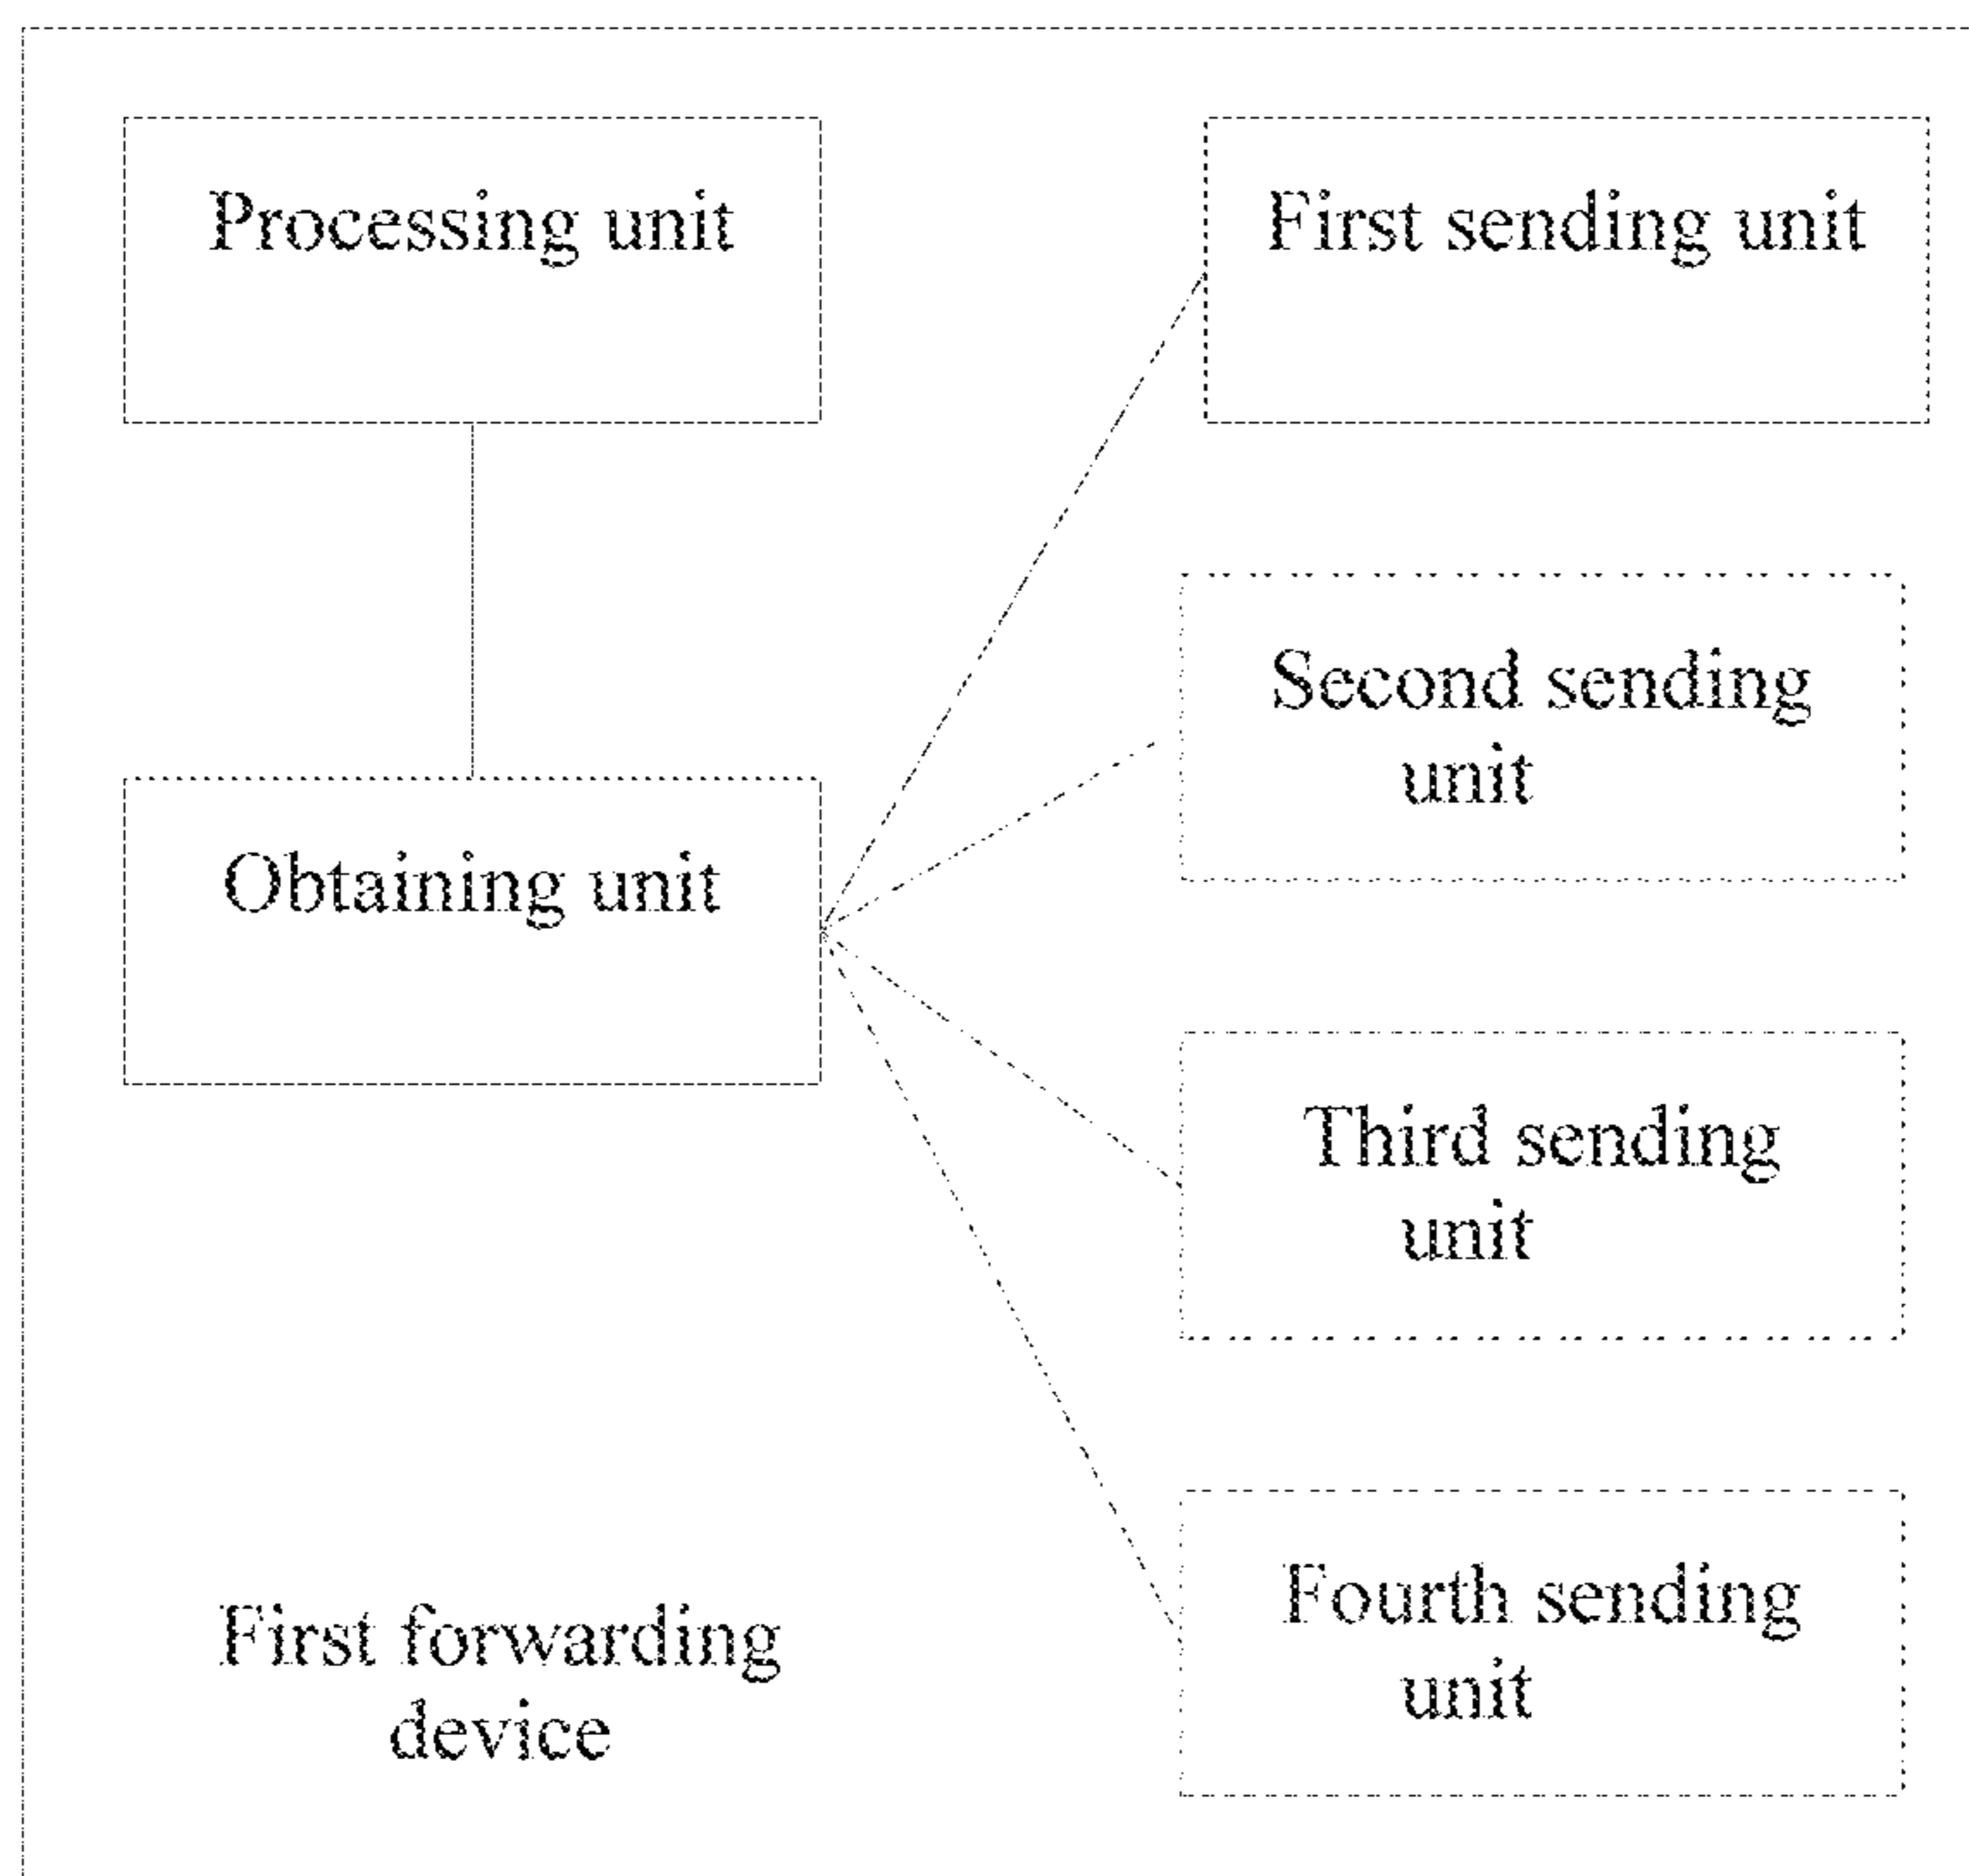 Processing unit
First sending unit
Second sending
unit
Obtaining unit
Third sending
unit
Fourth sending
unit
First forwarding
device